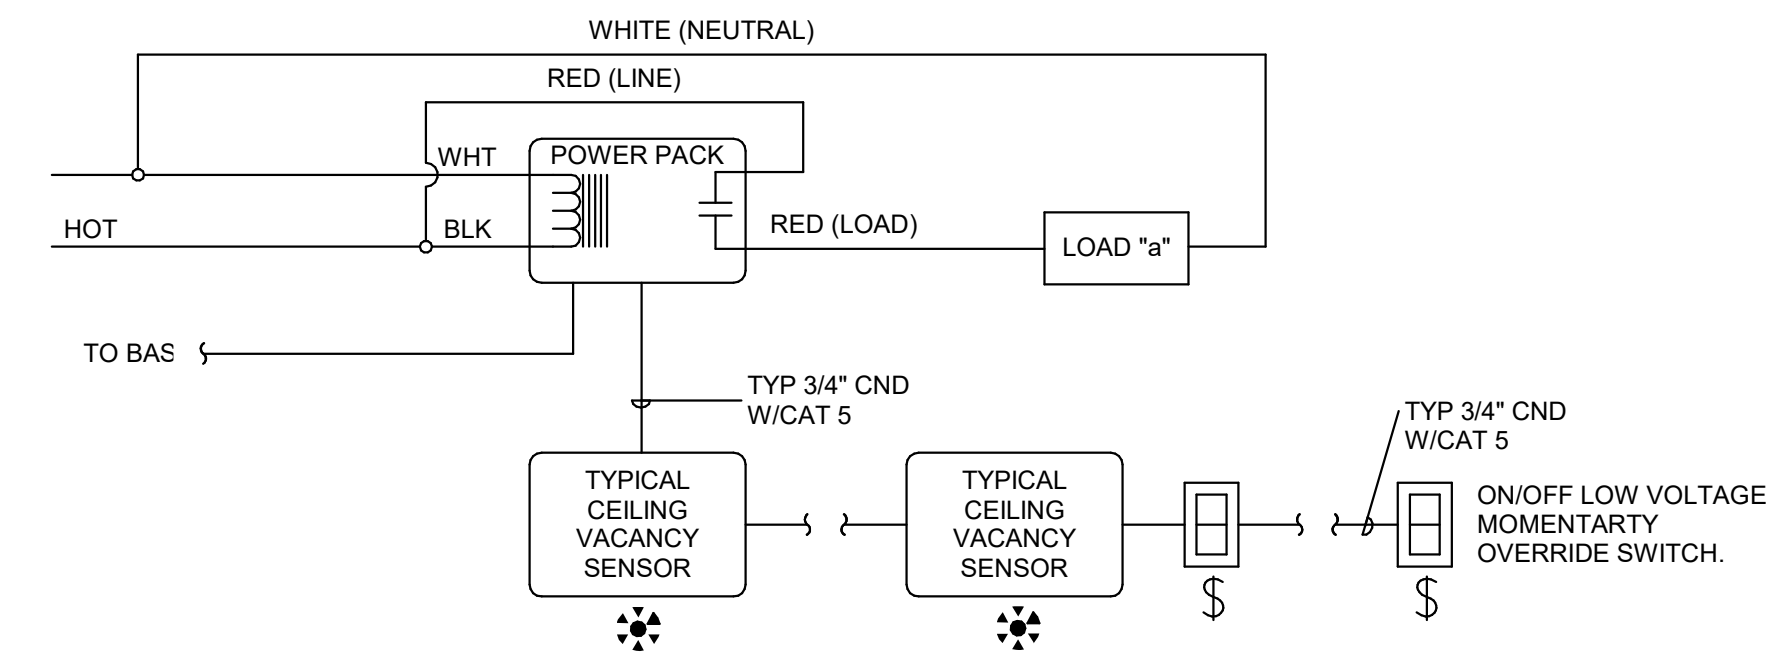 WHITE (NEUTRAL)
RED (LINE)
WHT
POWER PACK
HOT
BLK
RED (LOAD)
LOAD "a"
TO BAS
TYP 3/4" CND
W/CAT 5
TYP 3/4" CND
W/CAT 5
TYPICAL
CEILING
VACANCY
SENSOR
TYPICAL
CEILING
VACANCY
SENSOR
ON/OFF LOW VOLTAGE
MOMENTARTY
OVERRIDE SWITCH.
$
$